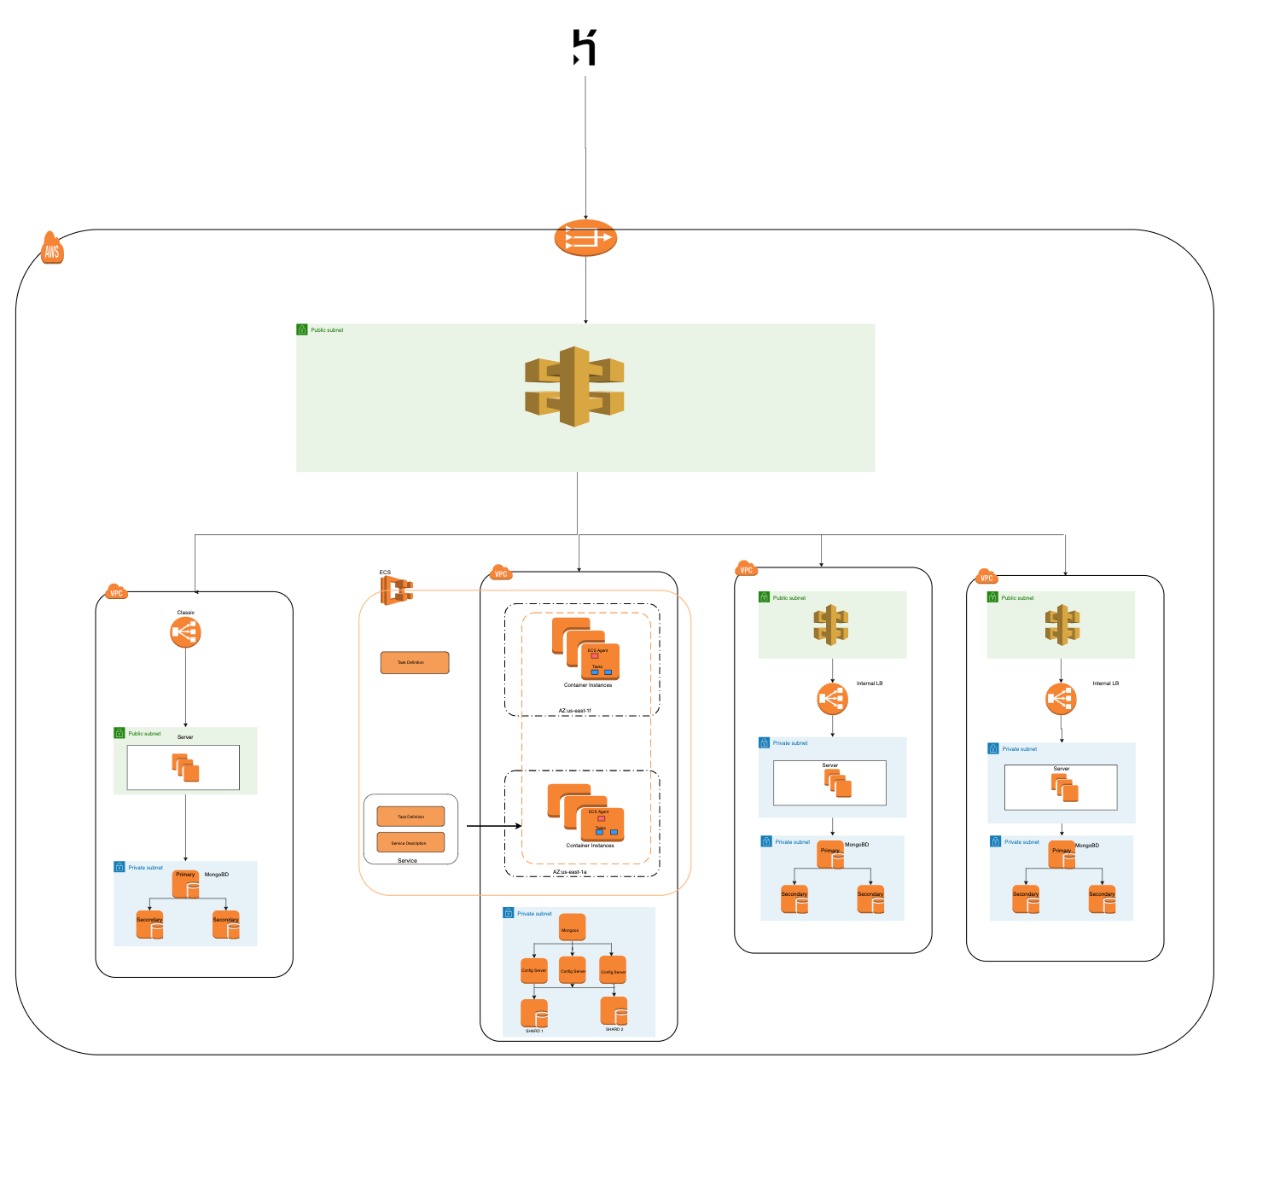 AWS
Public subnet
VPC
Classic
Public subnet
Server
Private subnet
Primary
MongoBD
Secondary
Secondary
ECS
Task Definition
Task Definition
Service Description
Service
VPC
ECS Agent
Tasks
Container Instances
AZ:us-east-1f
ECS Agent
Tasks
Container Instances
AZ:us-east-1a
Private subnet
Mongos
Config Server
Config Server
Config Server
SHARD 1
SHARD 2
VPC
Public subnet
Internal LB
Private subnet
Server
Private subnet
Primary
MongoBD
Secondary
Secondary
VPC
Public subnet
Internal LB
Private subnet
Server
Private subnet
Primary
MongoBD
Secondary
Secondary